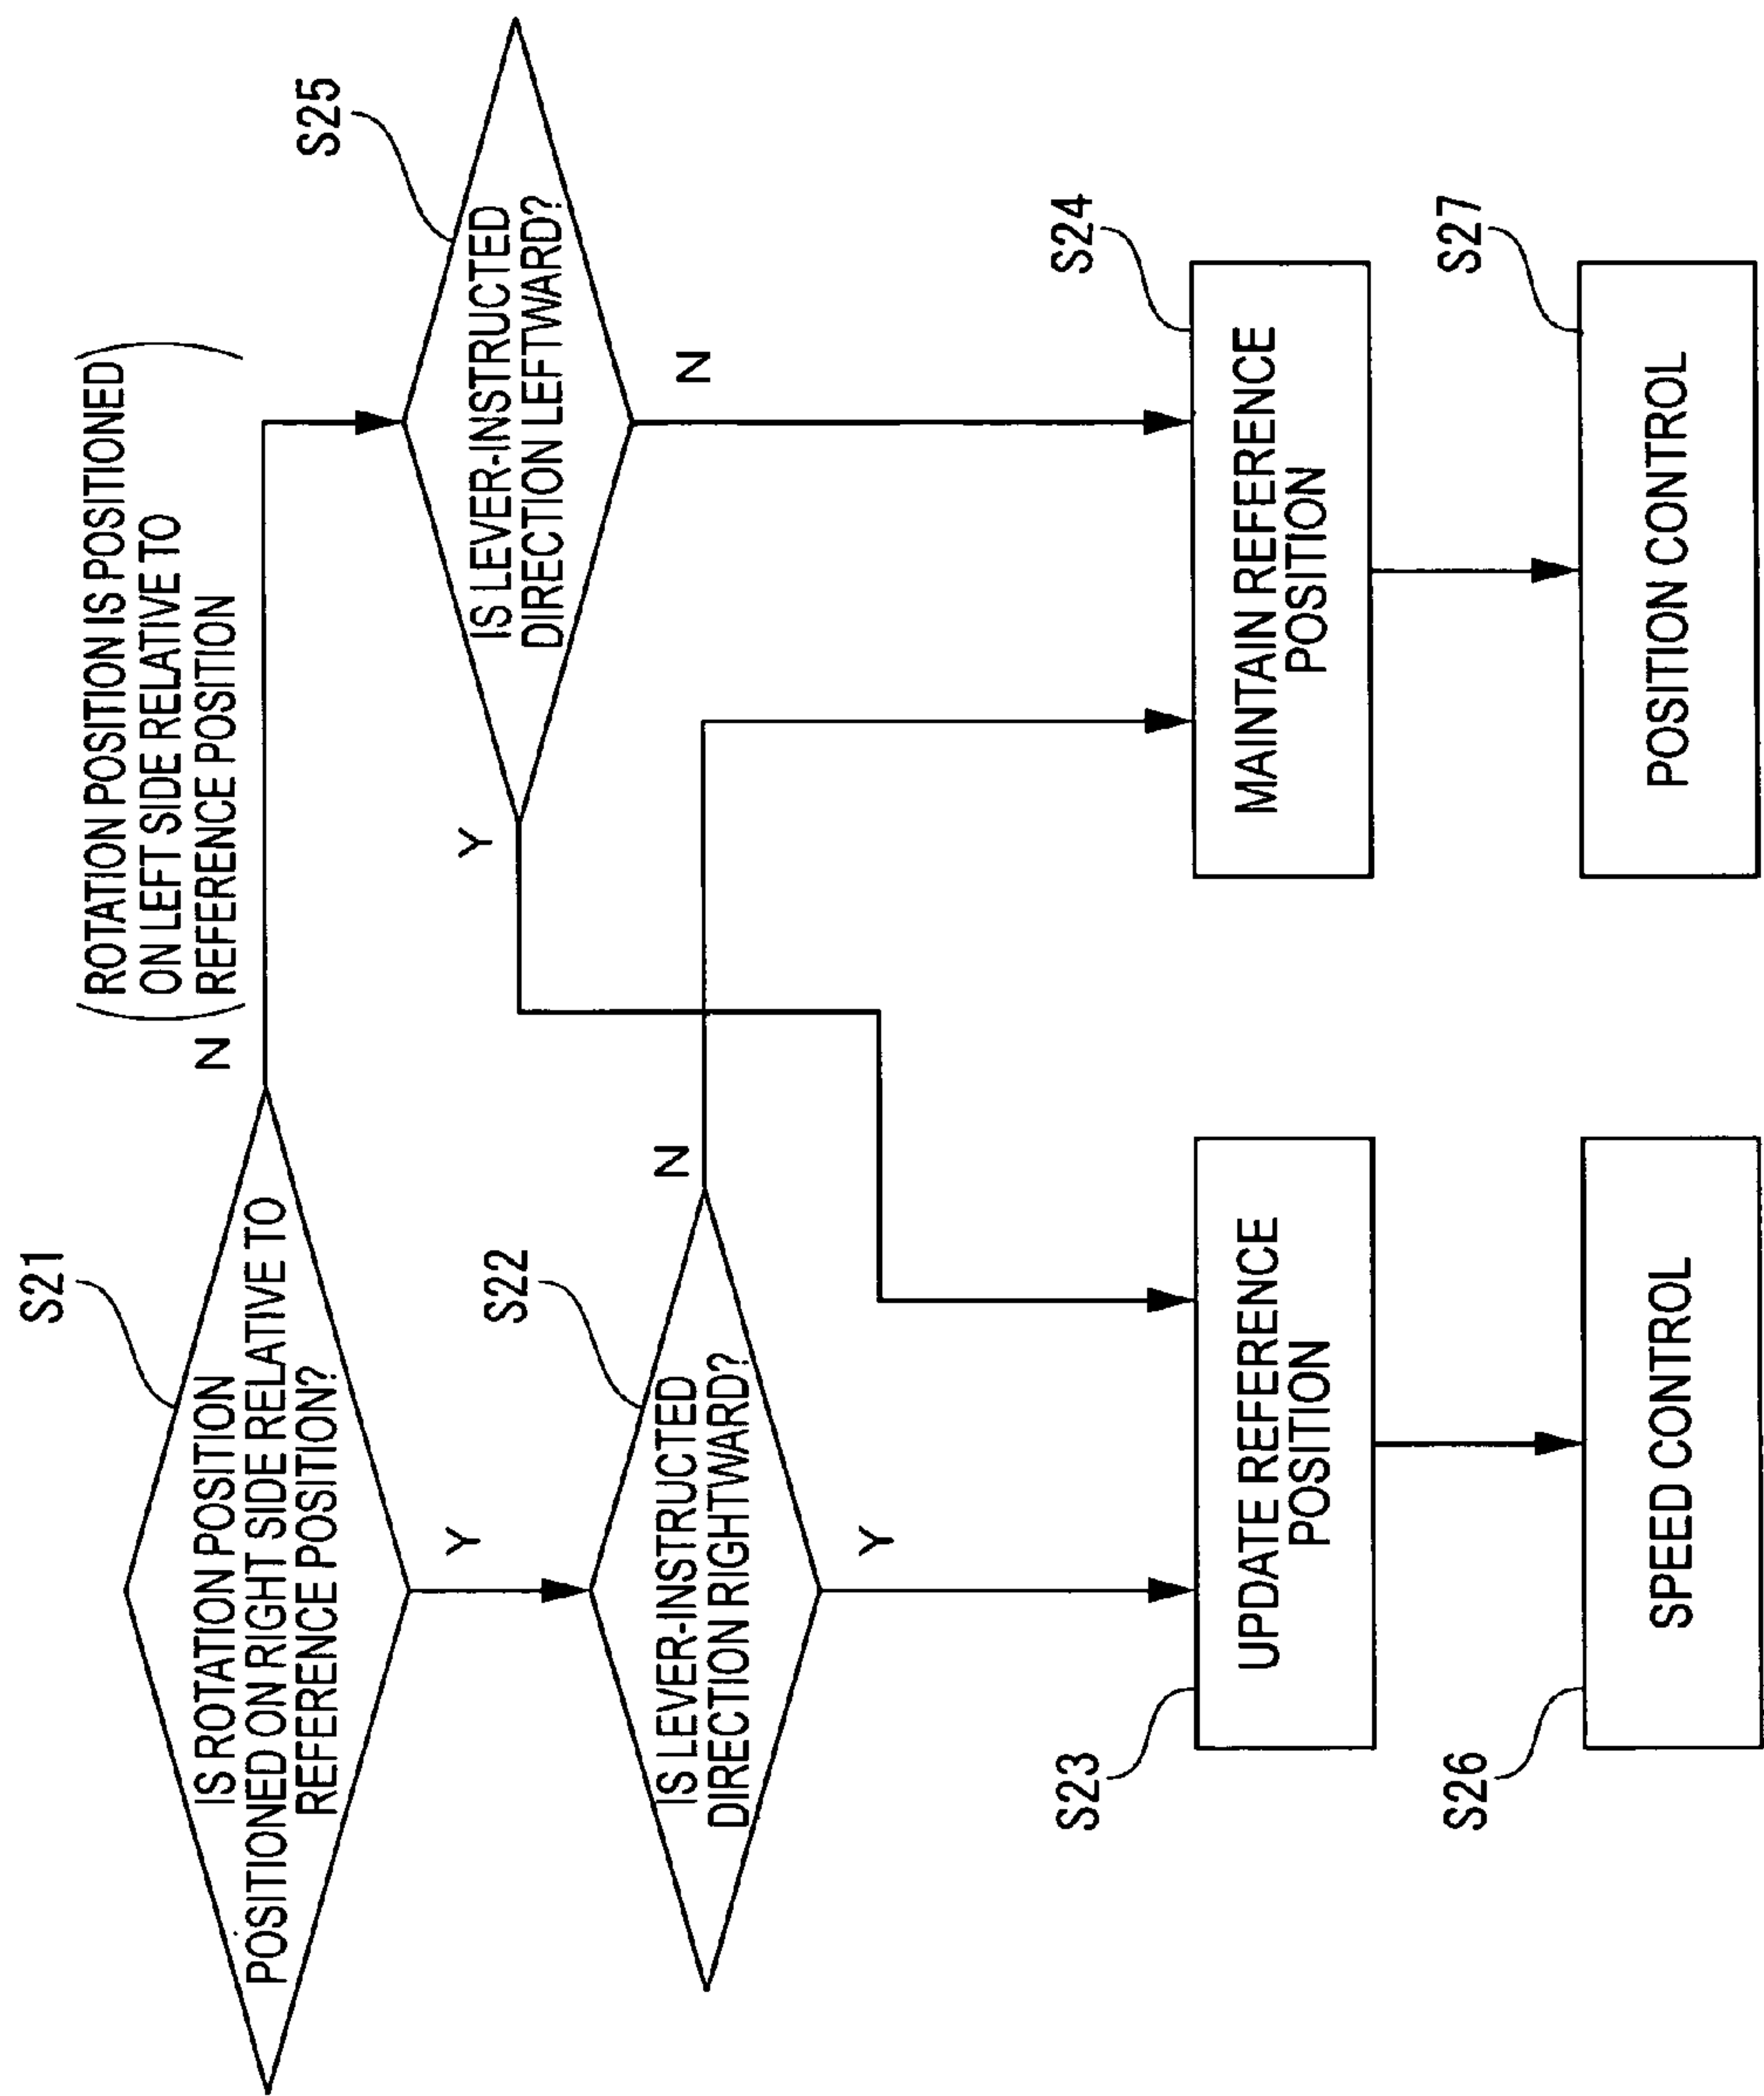 S21
IS ROTATION POSITION
POSITIONED ON RIGHT SIDE RELATIVE TO
REFERENCE POSITION?
N
(ROTATION POSITION IS POSITIONED
ON LEFT SIDE RELATIVE TO
REFERENCE POSITION)
Y
S22
IS LEVER-INSTRUCTED
DIRECTION RIGHTWARD?
N
Y
S25
IS LEVER-INSTRUCTED
DIRECTION LEFTWARD?
Y
N
S23
UPDATE REFERENCE
POSITION
S24
MAINTAIN REFERENCE
POSITION
S26
SPEED CONTROL
S27
POSITION CONTROL